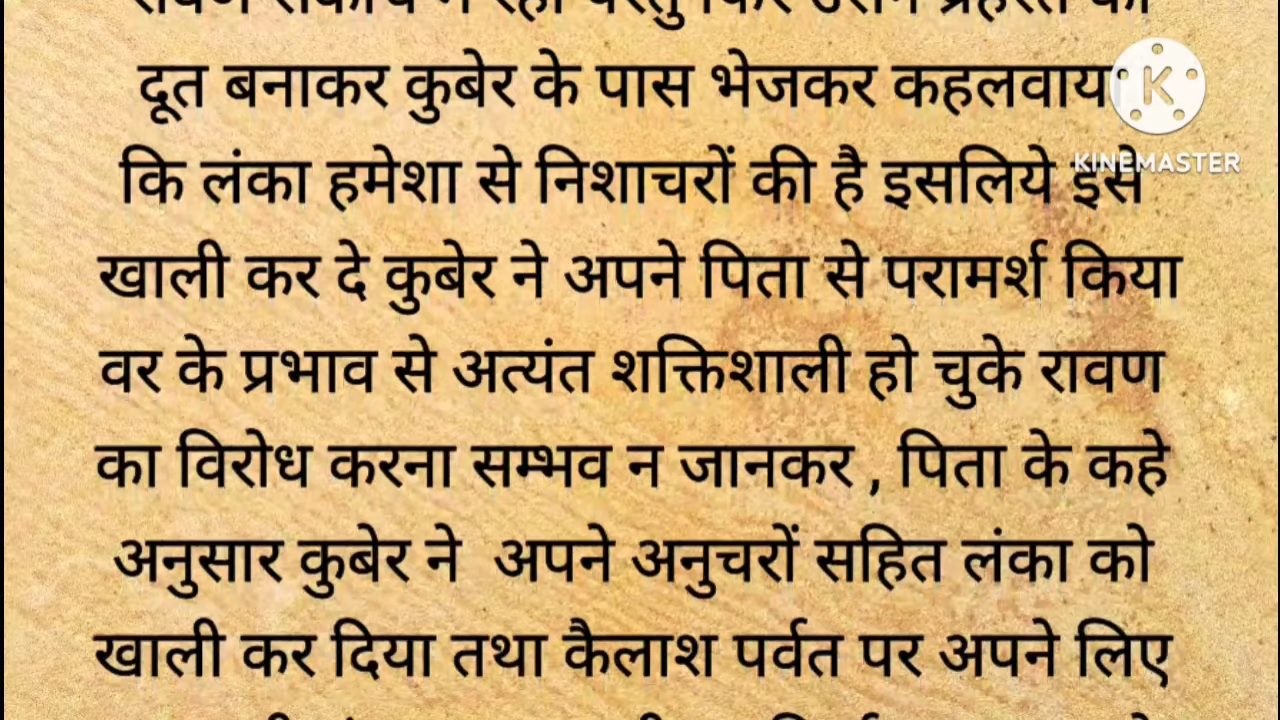 दूत बनाकर कुबेर के पास भेजकर कहलवाया
कि लंका हमेशा से निशाचरों की है इसलिये इसे
खाली कर दे कुबेर ने अपने पिता से परामर्श किया
वर के प्रभाव से अत्यंत शक्तिशाली हो चुके रावण
का विरोध करना सम्भव न जानकर , पिता के कहे
अनुसार कुबेर ने अपने अनुचरों सहित लंका को
खाली कर दिया तथा कैलाश पर्वत पर अपने लिए
KINEMASTER